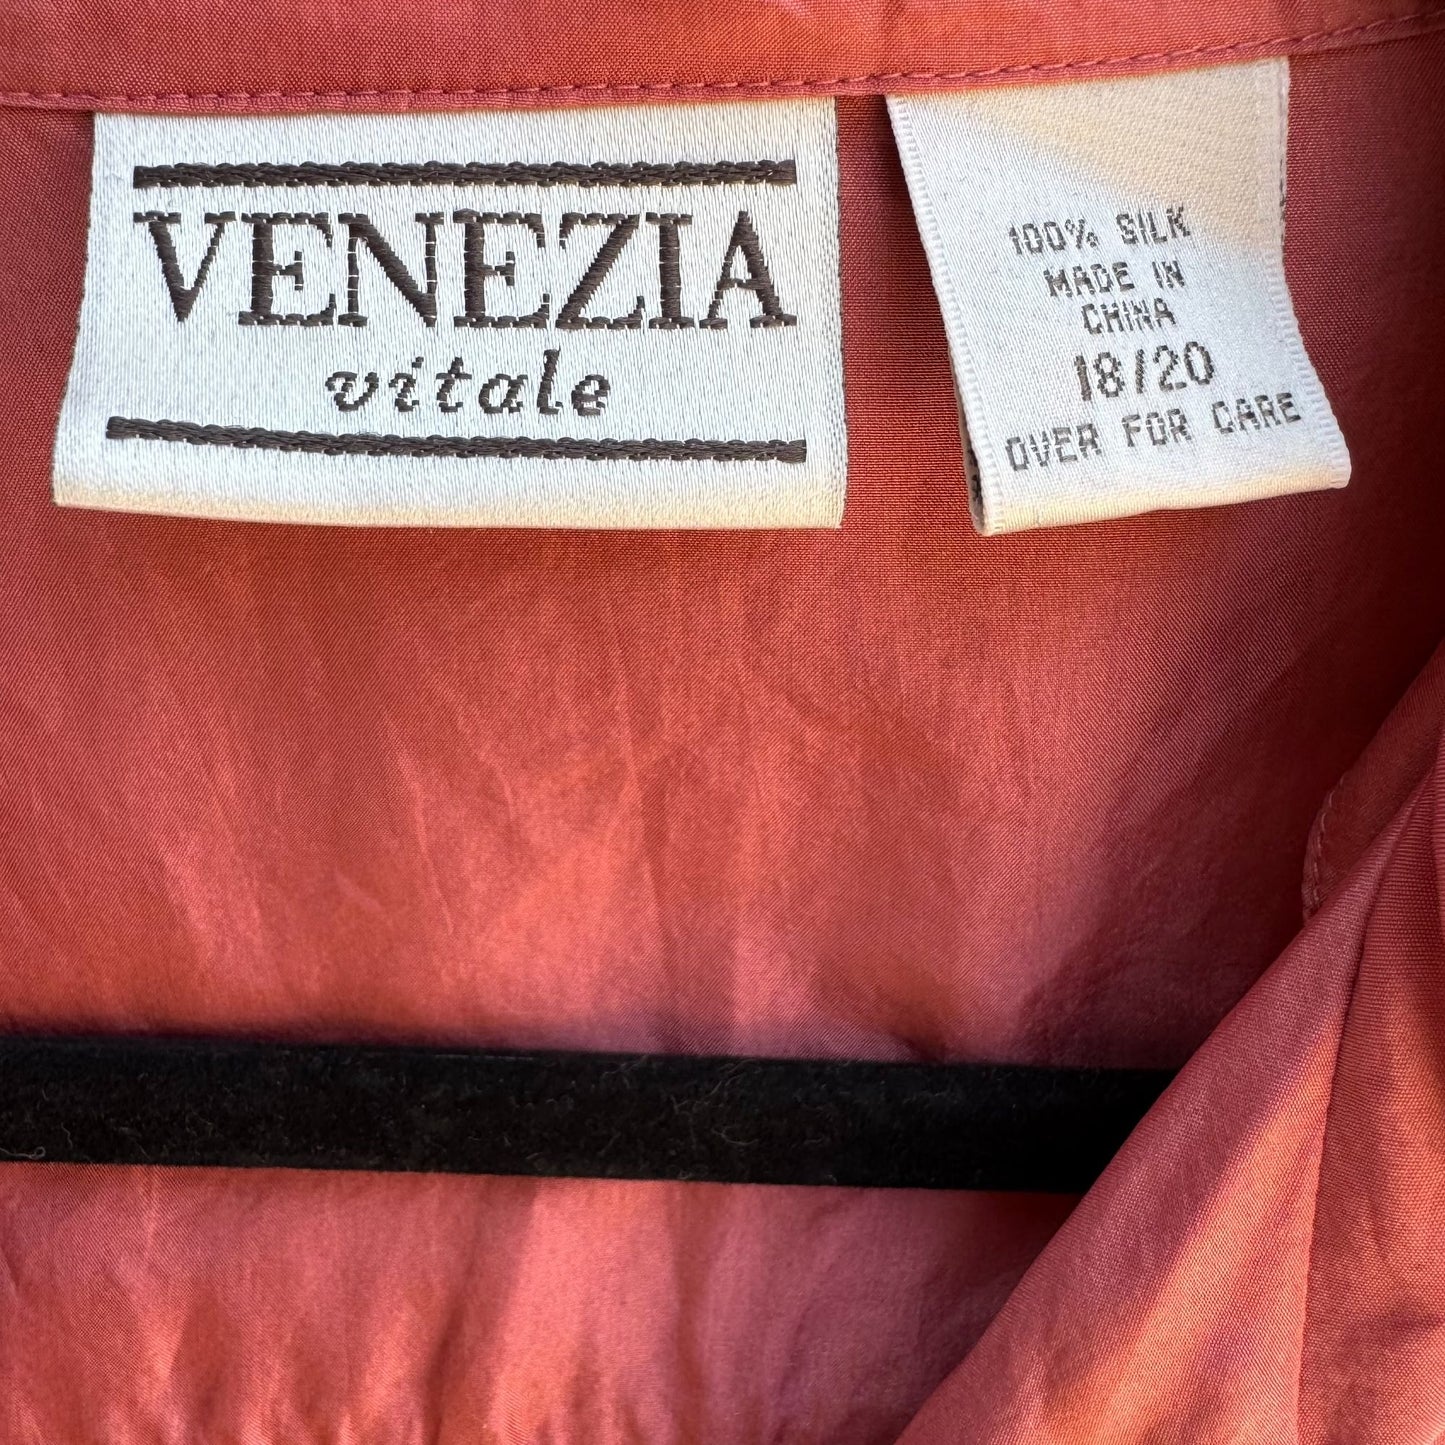 VENEZIA
vitale
100% SILK
MADE IN
CHINA
18/20
OVER FOR CARE